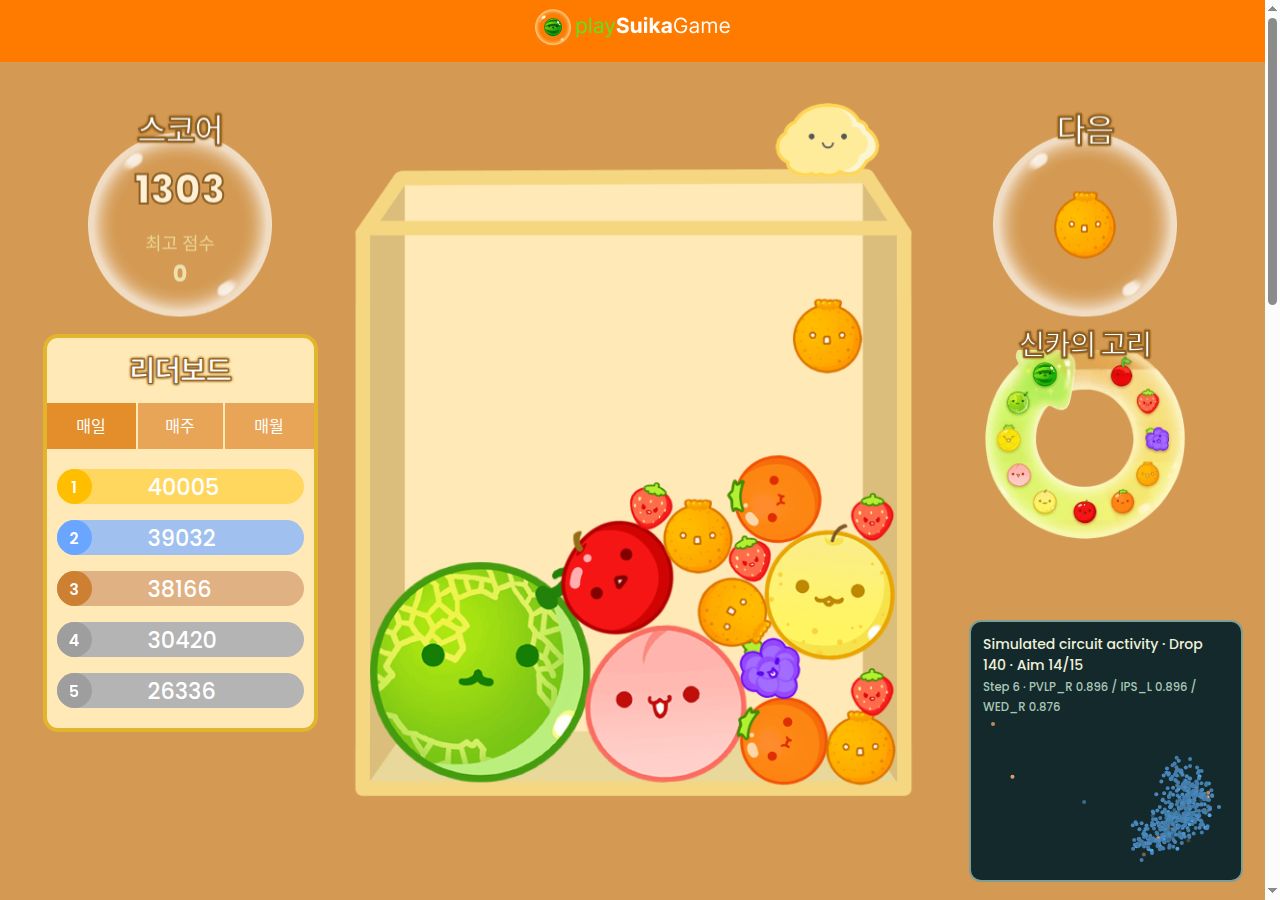 playSuikaGame
스코어
1303
최고 점수
0
리더보드
매일 매주 매월
1 40005
2 39032
3 38166
4 30420
5 26336
다음
신카의 고리
Simulated circuit activity · Drop
140 · Aim 14/15
Step 6 · PVLP_R 0.896 / IPS_L 0.896 /
WED_R 0.876